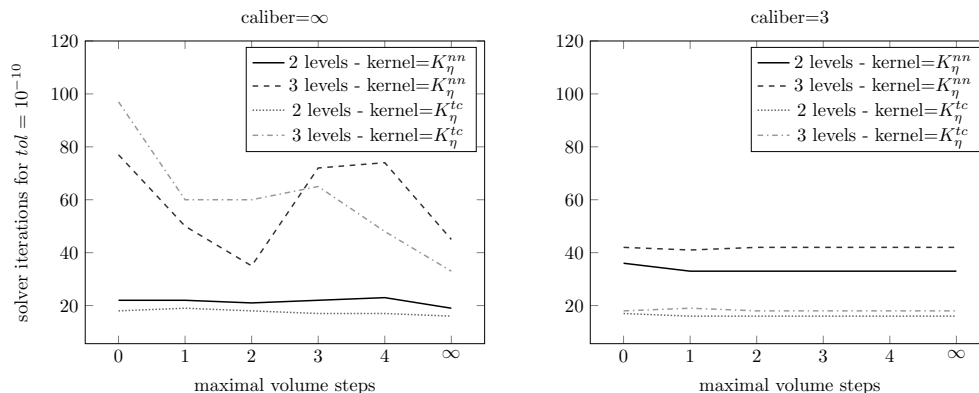 caliber=∞
120
100
80
60
40
20
0 1 2 3 4 ∞
maximal volume steps
solver iterations for tol = 10⁻¹⁰
2 levels - kernel=K_η^{nn}
3 levels - kernel=K_η^{nn}
2 levels - kernel=K_η^{tc}
3 levels - kernel=K_η^{tc}
caliber=3
120
100
80
60
40
20
0 1 2 3 4 ∞
maximal volume steps
2 levels - kernel=K_η^{nn}
3 levels - kernel=K_η^{nn}
2 levels - kernel=K_η^{tc}
3 levels - kernel=K_η^{tc}